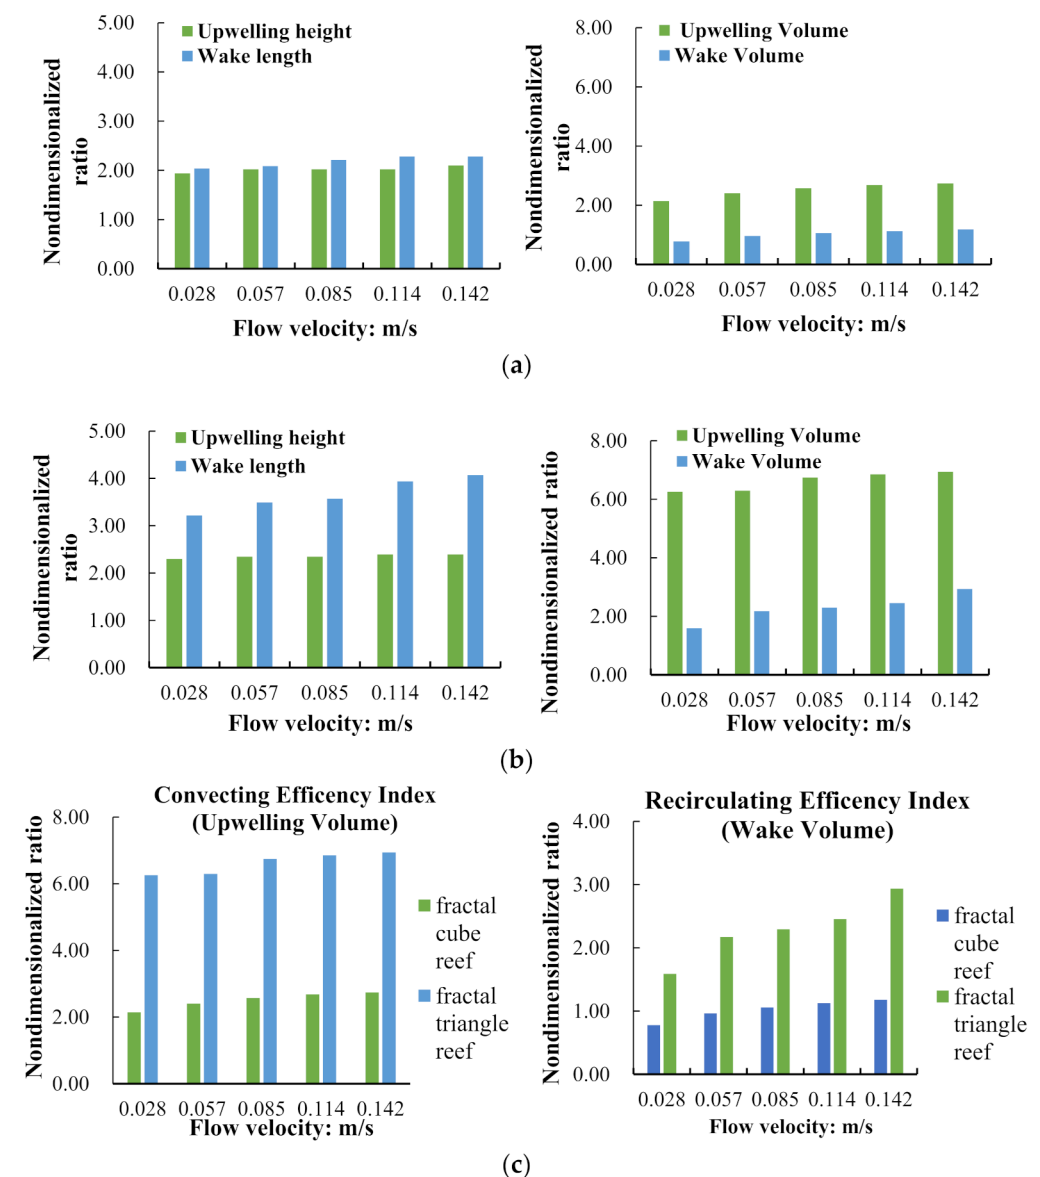 5.00
4.00
3.00
2.00
1.00
0.00
Nondimensionalized
ratio
Upwelling height
Wake length
0.028 0.057 0.085 0.114 0.142
Flow velocity: m/s
8.00
6.00
4.00
2.00
0.00
Nondimensionalized
ratio
Upwelling Volume
Wake Volume
0.028 0.057 0.085 0.114 0.142
Flow velocity: m/s
(a)
5.00
4.00
3.00
2.00
1.00
0.00
Nondimensionalized
ratio
Upwelling height
Wake length
0.028 0.057 0.085 0.114 0.142
Flow velocity: m/s
8.00
6.00
4.00
2.00
0.00
Nondimensionalized ratio
Upwelling Volume
Wake Volume
0.028 0.057 0.085 0.114 0.142
Flow velocity: m/s
(b)
Convecting Efficency Index
(Upwelling Volume)
8.00
6.00
4.00
2.00
0.00
Nondimensionalized ratio
fractal
cube
reef
fractal
triangle
reef
0.028 0.057 0.085 0.114 0.142
Flow velocity: m/s
Recirculating Efficency Index
(Wake Volume)
4.00
3.00
2.00
1.00
0.00
Nondimensionalized ratio
fractal
cube
reef
fractal
triangle
reef
0.028 0.057 0.085 0.114 0.142
Flow velocity: m/s
(c)